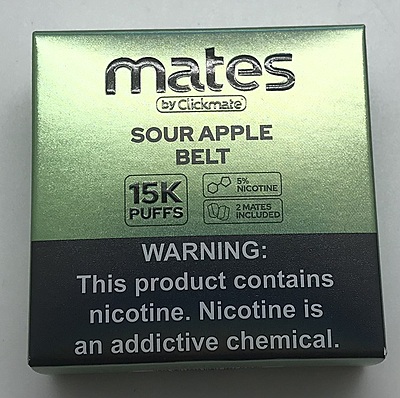 mates
by Clickmate
SOUR APPLE
BELT
15K
PUFFS
5%
NICOTINE
2 MATES
INCLUDED
WARNING:
This product contains
nicotine. Nicotine is
an addictive chemical.